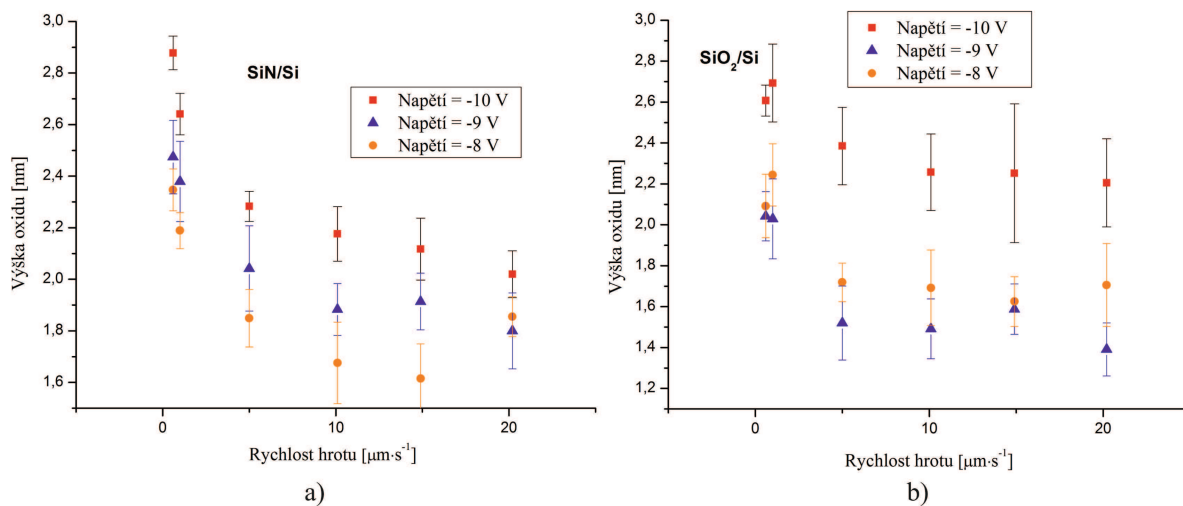 3,0
2,8
2,6
2,4
2,2
2,0
1,8
1,6
Výška oxidu [nm]
SiN/Si
Napětí = -10 V
Napětí = -9 V
Napětí = -8 V
0
10
20
Rychlost hrotu [μm·s⁻¹]
a)
3,0
2,8
2,6
2,4
2,2
2,0
1,8
1,6
1,4
1,2
Výška oxidu [nm]
SiO₂/Si
Napětí = -10 V
Napětí = -9 V
Napětí = -8 V
0
10
20
Rychlost hrotu [μm·s⁻¹]
b)